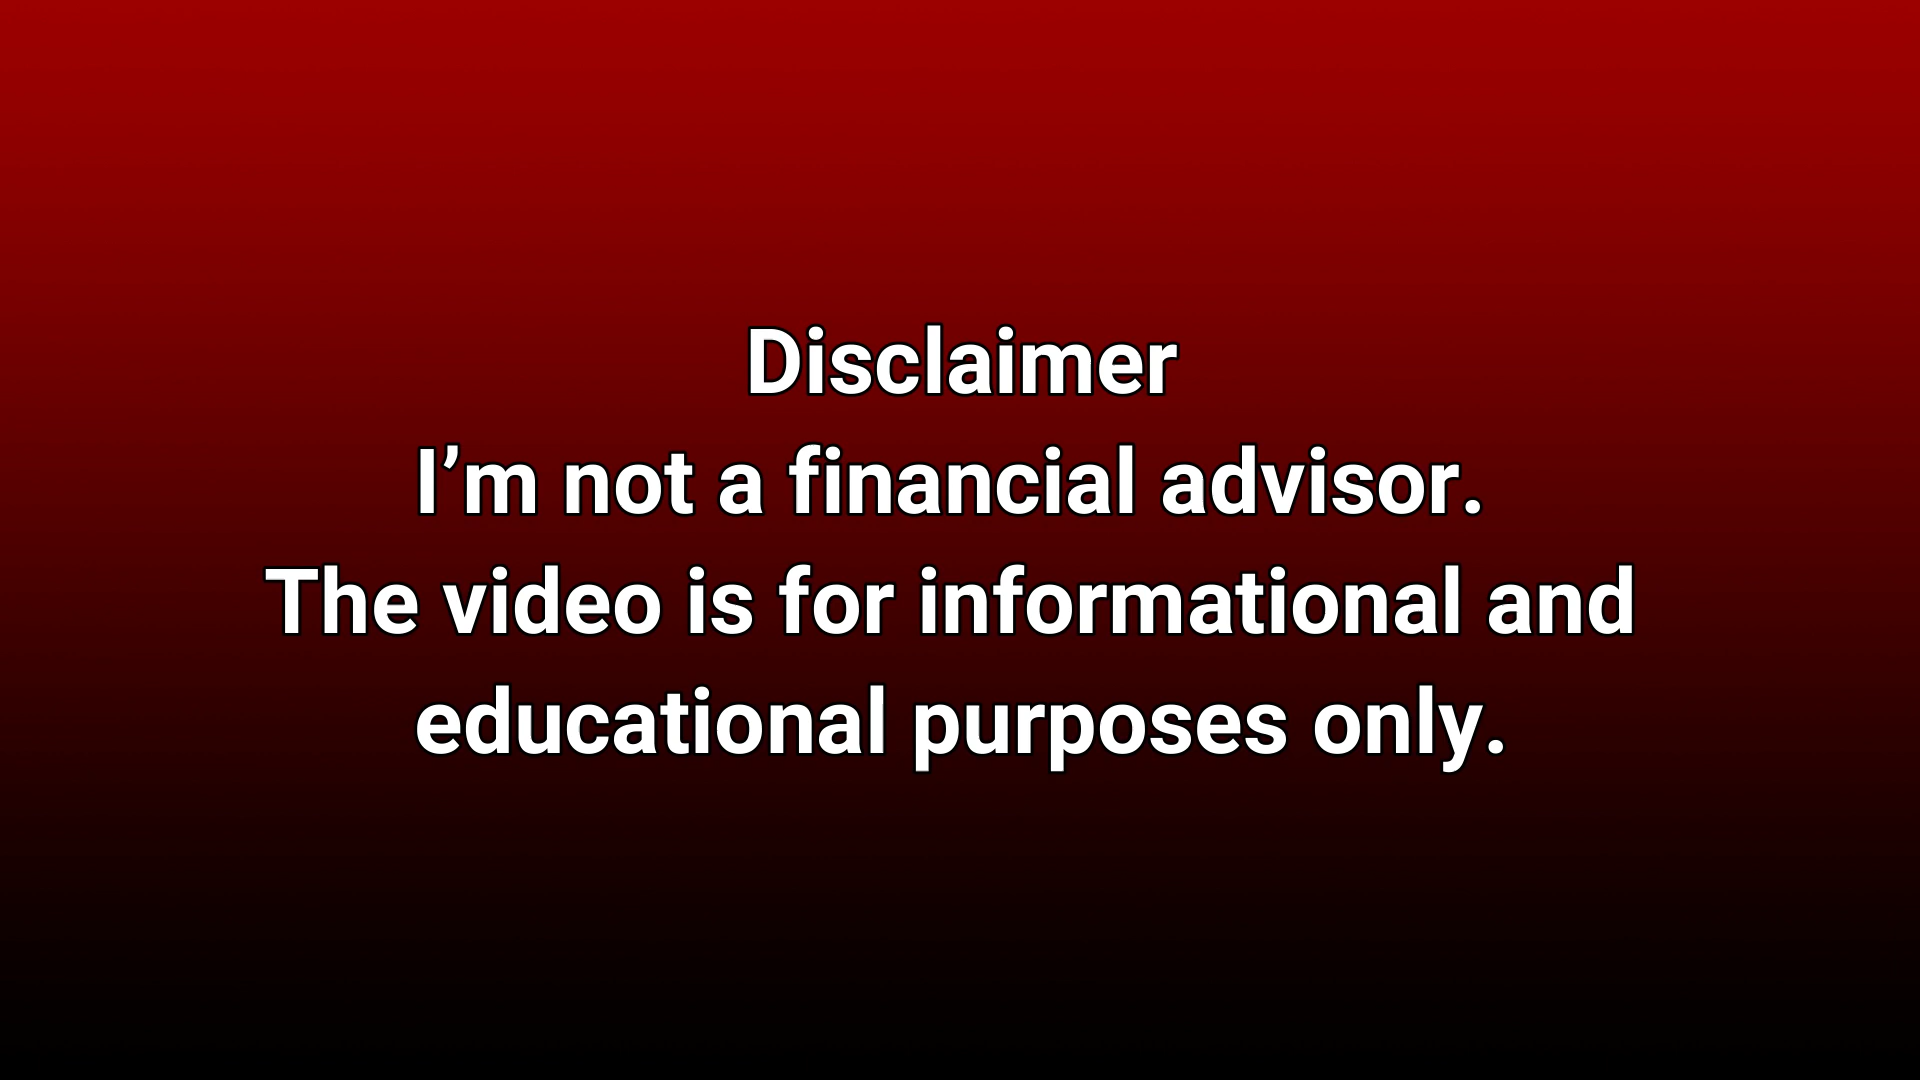 Disclaimer
I’m not a financial advisor.
The video is for informational and
educational purposes only.